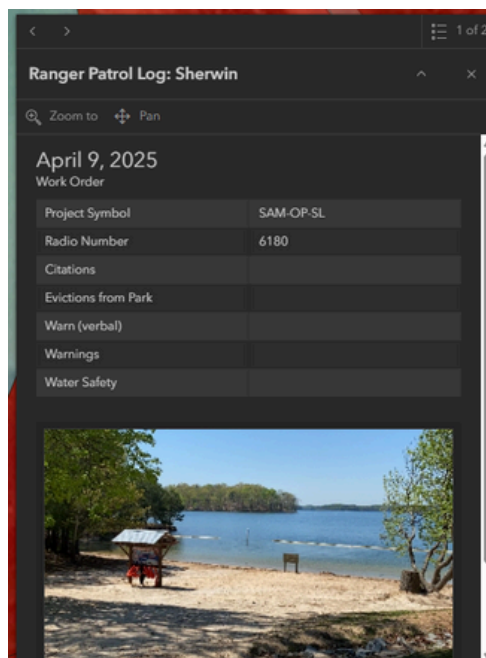 1 of 2
Ranger Patrol Log: Sherwin
Zoom to Pan
April 9, 2025
Work Order
Project Symbol SAM-OP-SL
Radio Number 6180
Citations
Evictions from Park
Warn (verbal)
Warnings
Water Safety